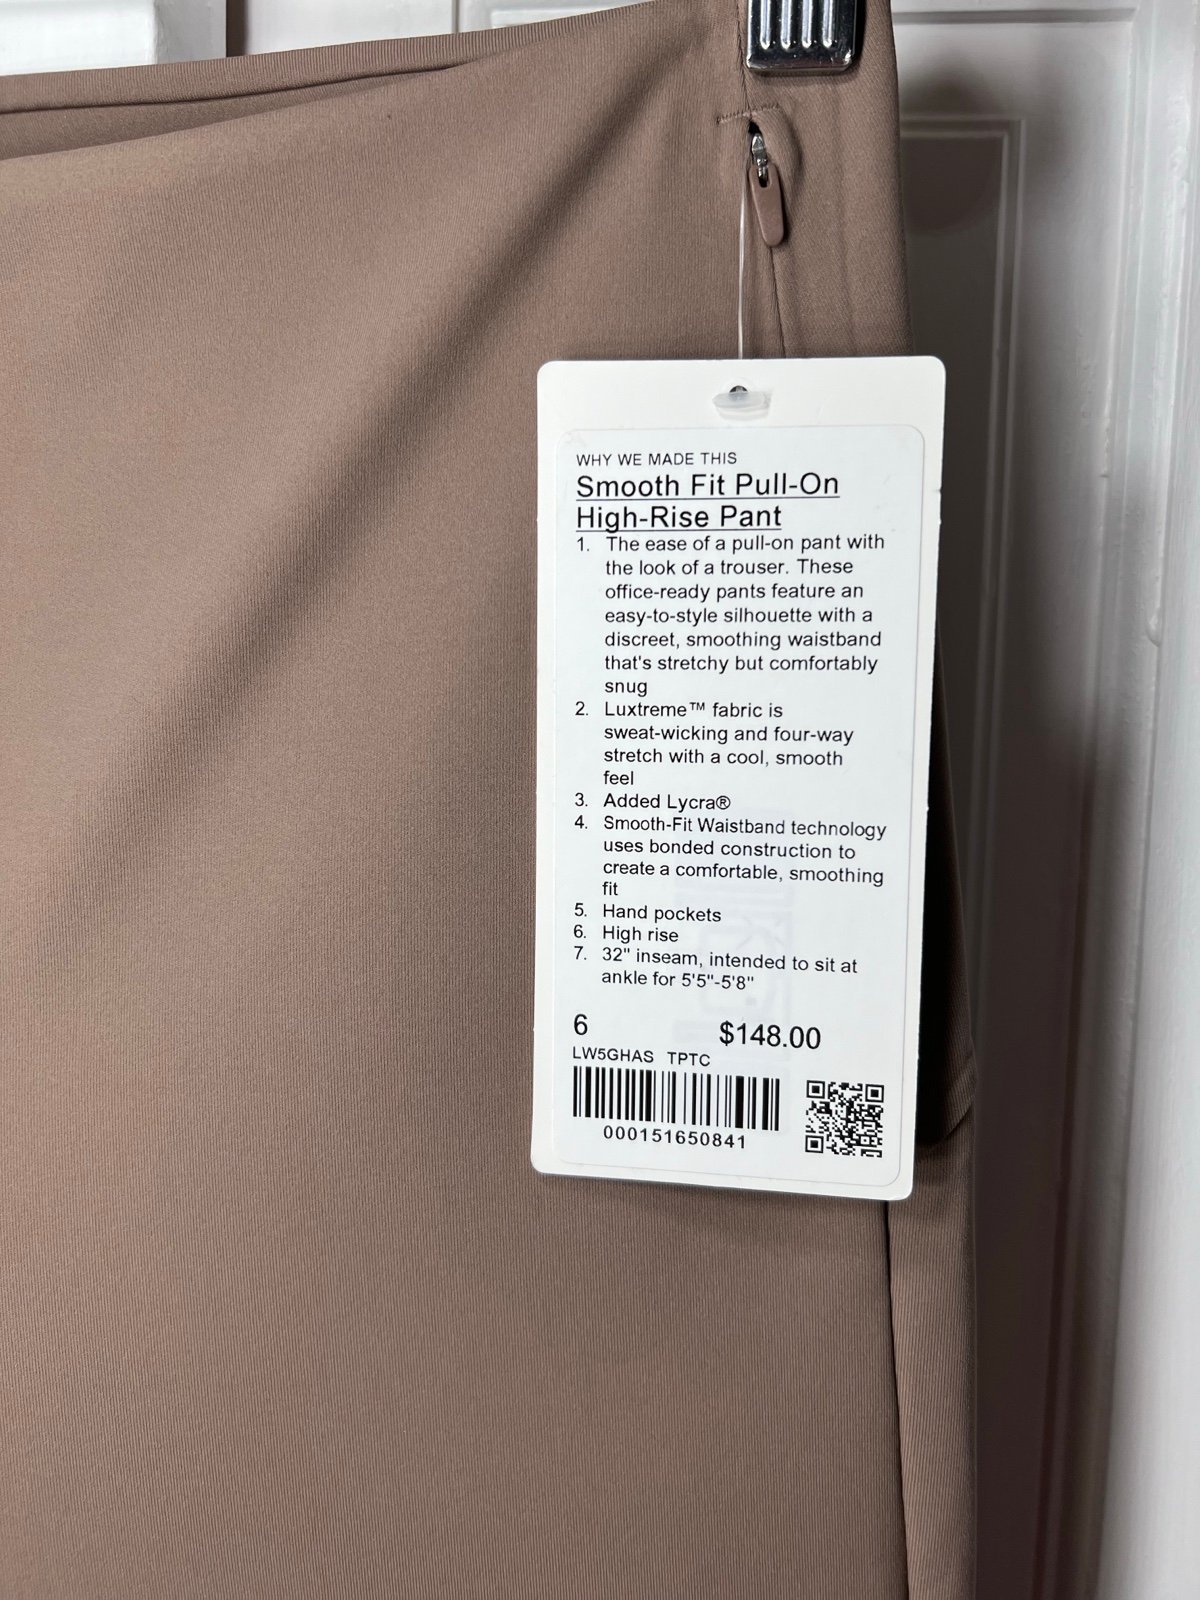 WHY WE MADE THIS
Smooth Fit Pull-On
High-Rise Pant
1. The ease of a pull-on pant with
the look of a trouser. These
office-ready pants feature an
easy-to-style silhouette with a
discreet, smoothing waistband
that's stretchy but comfortably
snug
2. Luxtreme™ fabric is
sweat-wicking and four-way
stretch with a cool, smooth
feel
3. Added Lycra®
4. Smooth-Fit Waistband technology
uses bonded construction to
create a comfortable, smoothing
fit
5. Hand pockets
6. High rise
7. 32" inseam, intended to sit at
ankle for 5'5"-5'8"
6 $148.00
LW5GHAS TPTC
000151650841